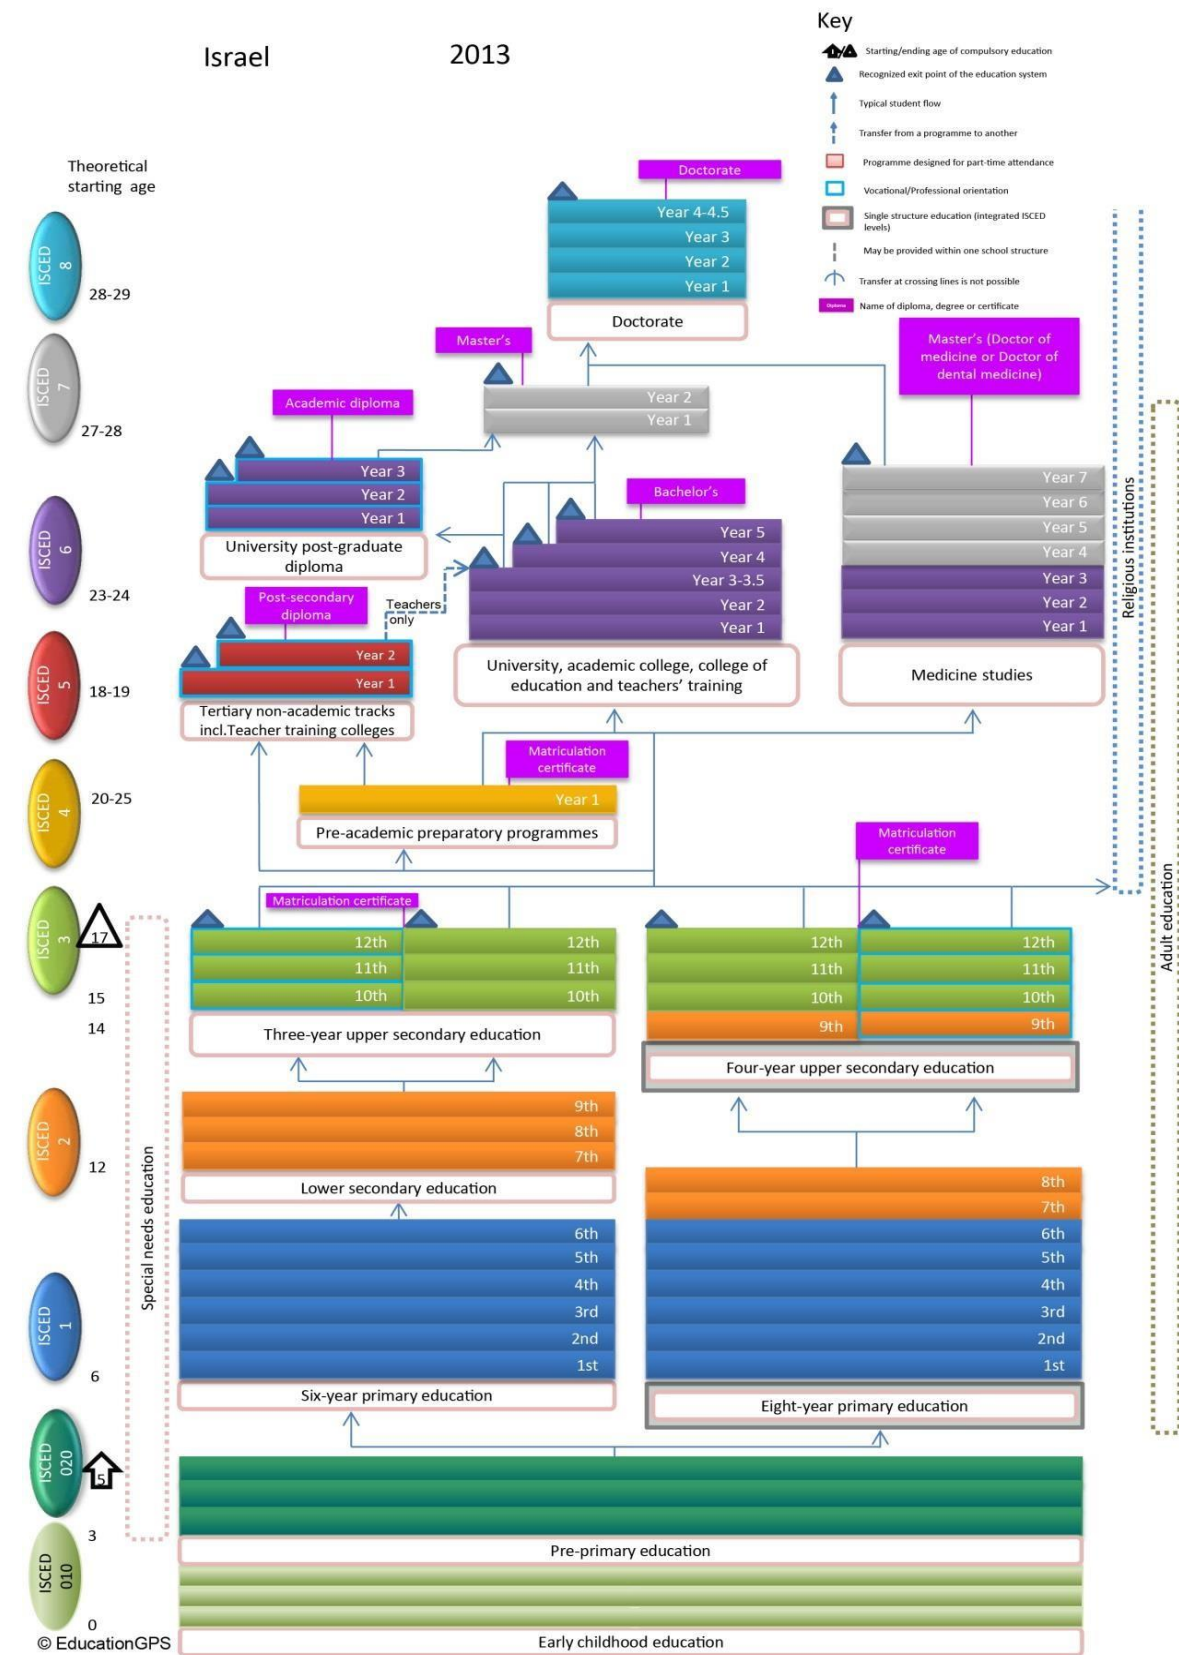 Israel
2013
Key
Starting/ending age of compulsory education
Recognized exit point of the education system
Typical student flow
Transfer from a programme to another
Programme designed for part-time attendance
Vocational/Professional orientation
Single structure education (integrated ISCED
levels)
May be provided within one school structure
Transfer at crossing lines is not possible
Diploma
Name of diploma, degree or certificate
Theoretical
starting age
ISCED
8
28-29
Doctorate
Year 4-4.5
Year 3
Year 2
Year 1
Doctorate
ISCED
7
27-28
Master's
Year 2
Year 1
Master's (Doctor of
medicine or Doctor of
dental medicine)
Academic diploma
Year 3
Year 2
Year 1
University post-graduate
diploma
ISCED
6
23-24
Bachelor's
Year 5
Year 4
Year 3-3.5
Year 2
Year 1
University, academic college, college of
education and teachers' training
Year 7
Year 6
Year 5
Year 4
Year 3
Year 2
Year 1
Medicine studies
Religious institutions
Post-secondary
diploma
Teachers
only
ISCED
5
18-19
Year 2
Year 1
Tertiary non-academic tracks
incl.Teacher training colleges
Matriculation
certificate
ISCED
4
20-25
Year 1
Pre-academic preparatory programmes
Matriculation
certificate
Adult education
ISCED
3
17
15
14
Matriculation certificate
12th
11th
10th
12th
11th
10th
Three-year upper secondary education
12th
11th
10th
9th
12th
11th
10th
9th
Four-year upper secondary education
ISCED
2
12
9th
8th
7th
Lower secondary education
Special needs education
ISCED
1
6
6th
5th
4th
3rd
2nd
1st
Six-year primary education
8th
7th
6th
5th
4th
3rd
2nd
1st
Eight-year primary education
ISCED
020
5
3
Pre-primary education
ISCED
010
0
Early childhood education
© EducationGPS